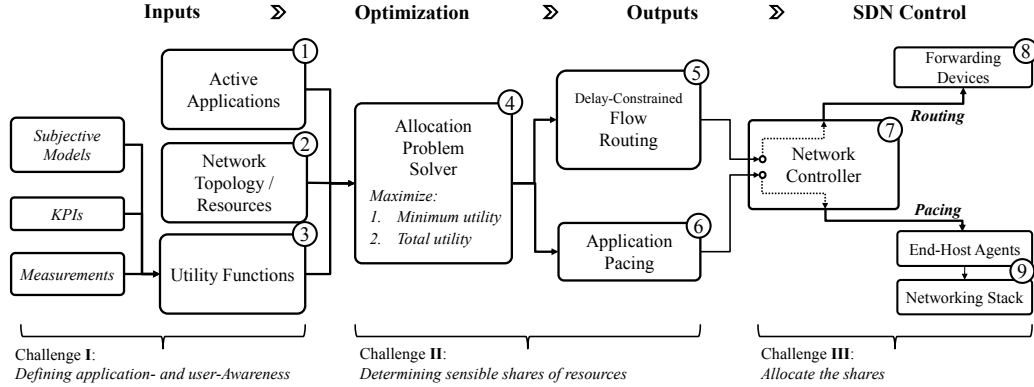 Inputs
Optimization
Outputs
SDN Control
Subjective
Models
KPIs
Measurements
1
Active
Applications
2
Network
Topology /
Resources
3
Utility Functions
4
Allocation
Problem
Solver
Maximize:
1. Minimum utility
2. Total utility
5
Delay-Constrained
Flow
Routing
6
Application
Pacing
7
Network
Controller
Routing
Pacing
8
Forwarding
Devices
End-Host Agents
9
Networking Stack
Challenge I:
Defining application- and user-Awareness
Challenge II:
Determining sensible shares of resources
Challenge III:
Allocate the shares